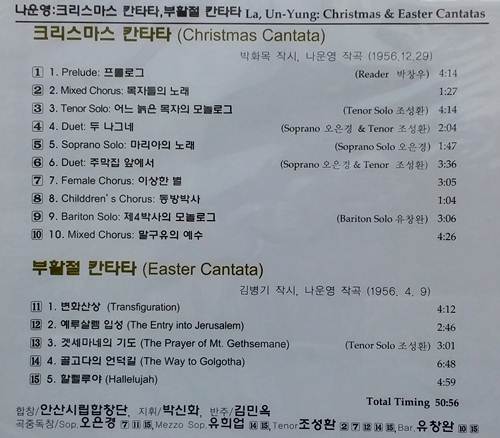 나운영:크리스마스 칸타타,부활절 칸타타 La, Un-Yung: Christmas & Easter Cantatas
크리스마스 칸타타 (Christmas Cantata)
박화목 작시, 나운영 작곡 (1956,12,29)
1 1. Prelude: 프롤로그 (Reader 박창우) 4:14
2 2. Mixed Chorus: 목자들의 노래 1:27
3 3. Tenor Solo: 어느 늙은 목자의 모놀로그 (Tenor Solo 조성환) 4:14
4 4. Duet: 두 나그네 (Soprano 오은경 & Tenor 조성환) 2:04
5 5. Soprano Solo: 마리아의 노래 (Soprano Solo 오은경) 1:47
6 6. Duet: 주막집 앞에서 (Soprano 오은경 & Tenor 조성환) 3:36
7 7. Female Chorus: 이상한 별 3:05
8 8. Childdren's Chorus: 동방박사 1:04
9 9. Bariton Solo: 제4박사의 모놀로그 (Bariton Solo 유창완) 3:06
10 10. Mixed Chorus: 말구유의 예수 4:26
부활절 칸타타 (Easter Cantata)
김병기 작시, 나운영 작곡 (1956. 4. 9)
11 1. 변화산상 (Transfiguration) 4:12
12 2. 예루살렘 입성 (The Entry into Jerusalem) 2:46
13 3. 겟세마네의 기도 (The Prayer of Mt. Gethsemane) (Tenor Solo 조성환) 3:01
14 4. 골고다의 언덕길 (The Way to Golgotha) 6:48
15 5. 할렐루야 (Hallelujah) 4:59
Total Timing 50:56
합창/안산시립합창단, 지휘/박신화, 반주/김민옥
곡중독창/Sop. 오은경 7 11 15, Mezzo Sop. 유희업 14 15, Tenor 조성환 2 7 12 14 15, Bar. 유창완 10 15